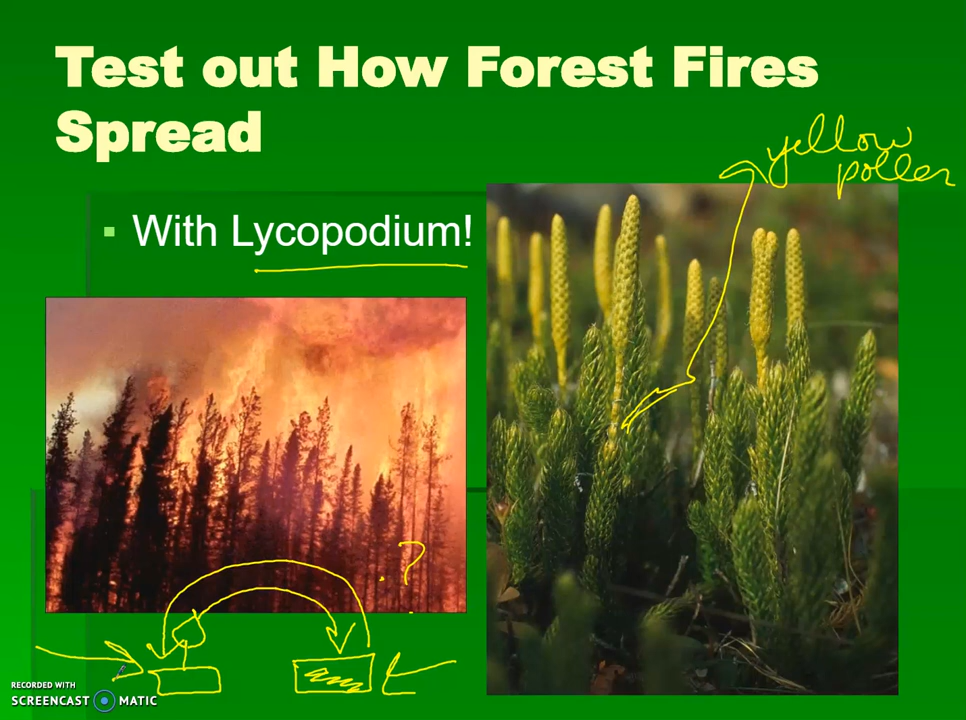 Test out How Forest Fires
Spread
yellow
pollen
▪ With Lycopodium!
?
RECORDED WITH
SCREENCAST MATIC